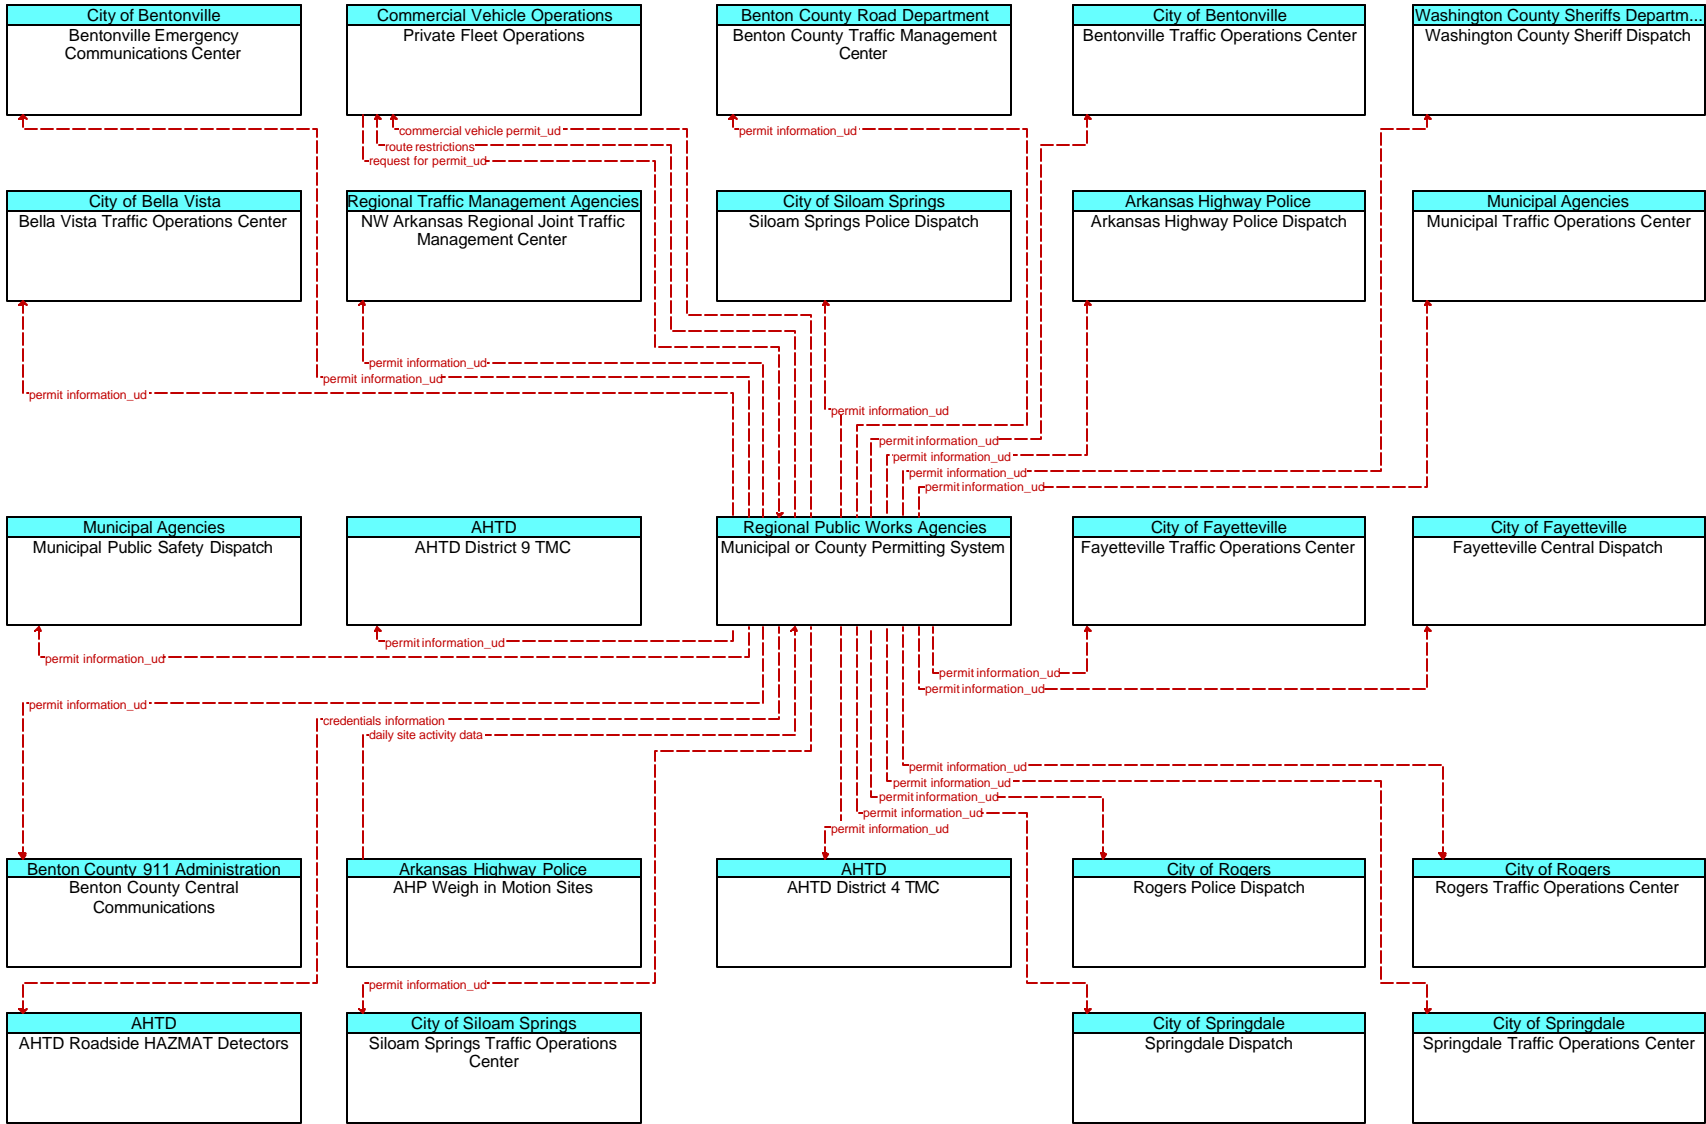 City of Bentonville
Bentonville Emergency
Communications Center
Commercial Vehicle Operations
Private Fleet Operations
Benton County Road Department
Benton County Traffic Management
Center
City of Bentonville
Bentonville Traffic Operations Center
Washington County Sheriffs Departm...
Washington County Sheriff Dispatch
commercial vehicle permit_ud
permit information_ud
route restrictions
request for permit_ud
City of Bella Vista
Bella Vista Traffic Operations Center
Regional Traffic Management Agencies
NW Arkansas Regional Joint Traffic
Management Center
City of Siloam Springs
Siloam Springs Police Dispatch
Arkansas Highway Police
Arkansas Highway Police Dispatch
Municipal Agencies
Municipal Traffic Operations Center
permit information_ud
permit information_ud
permit information_ud
permit information_ud
permit information_ud
permit information_ud
permit information_ud
permit information_ud
Municipal Agencies
Municipal Public Safety Dispatch
AHTD
AHTD District 9 TMC
Regional Public Works Agencies
Municipal or County Permitting System
City of Fayetteville
Fayetteville Traffic Operations Center
City of Fayetteville
Fayetteville Central Dispatch
permit information_ud
permit information_ud
permit information_ud
permit information_ud
permit information_ud
credentials information
daily site activity data
permit information_ud
permit information_ud
permit information_ud
permit information_ud
permit information_ud
Benton County 911 Administration
Benton County Central
Communications
Arkansas Highway Police
AHP Weigh in Motion Sites
AHTD
AHTD District 4 TMC
City of Rogers
Rogers Police Dispatch
City of Rogers
Rogers Traffic Operations Center
permit information_ud
AHTD
AHTD Roadside HAZMAT Detectors
City of Siloam Springs
Siloam Springs Traffic Operations
Center
City of Springdale
Springdale Dispatch
City of Springdale
Springdale Traffic Operations Center